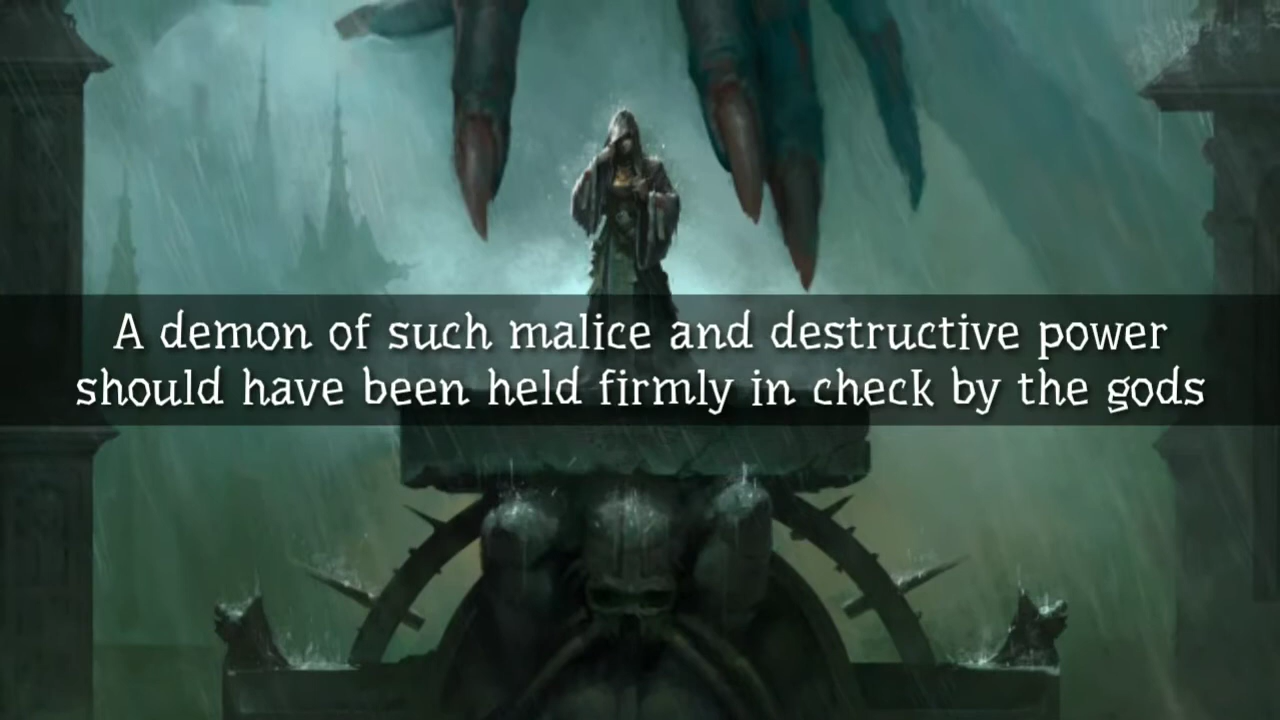 A demon of such malice and destructive power
should have been held firmly in check by the gods